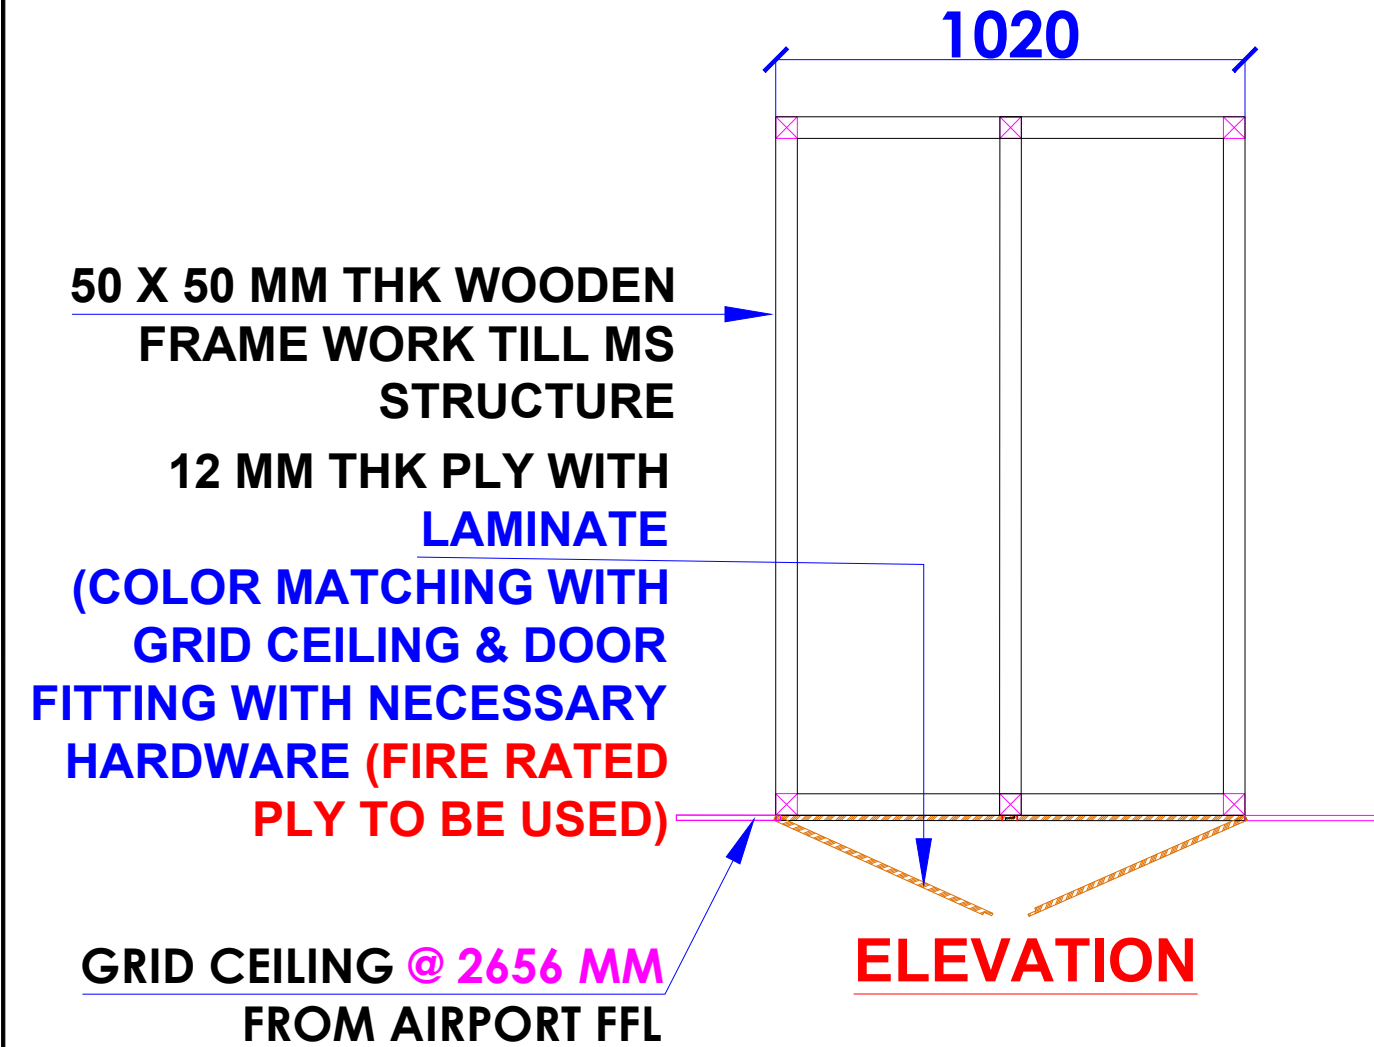 1020
50 X 50 MM THK WOODEN
FRAME WORK TILL MS
STRUCTURE
12 MM THK PLY WITH
LAMINATE
(COLOR MATCHING WITH
GRID CEILING & DOOR
FITTING WITH NECESSARY
HARDWARE (FIRE RATED
PLY TO BE USED)
GRID CEILING @ 2656 MM
FROM AIRPORT FFL
ELEVATION